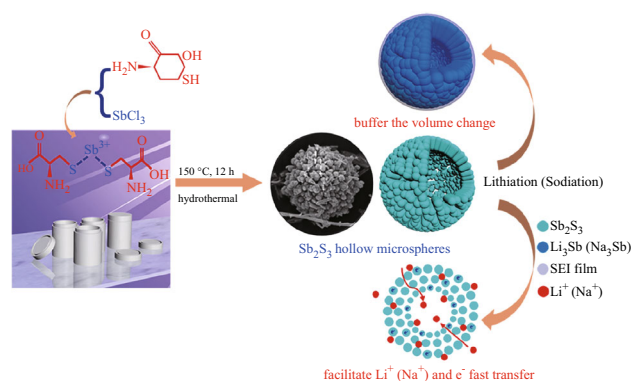 O
OH
H₂N
SH
SbCl₃
O
Sb³⁺
O
S
S
OH
NH₂
NH₂
150 °C, 12 h
hydrothermal
Sb₂S₃ hollow microspheres
buffer the volume change
Lithiation (Sodiation)
Sb₂S₃
Li₃Sb (Na₃Sb)
SEI film
Li⁺ (Na⁺)
facilitate Li⁺ (Na⁺) and e⁻ fast transfer